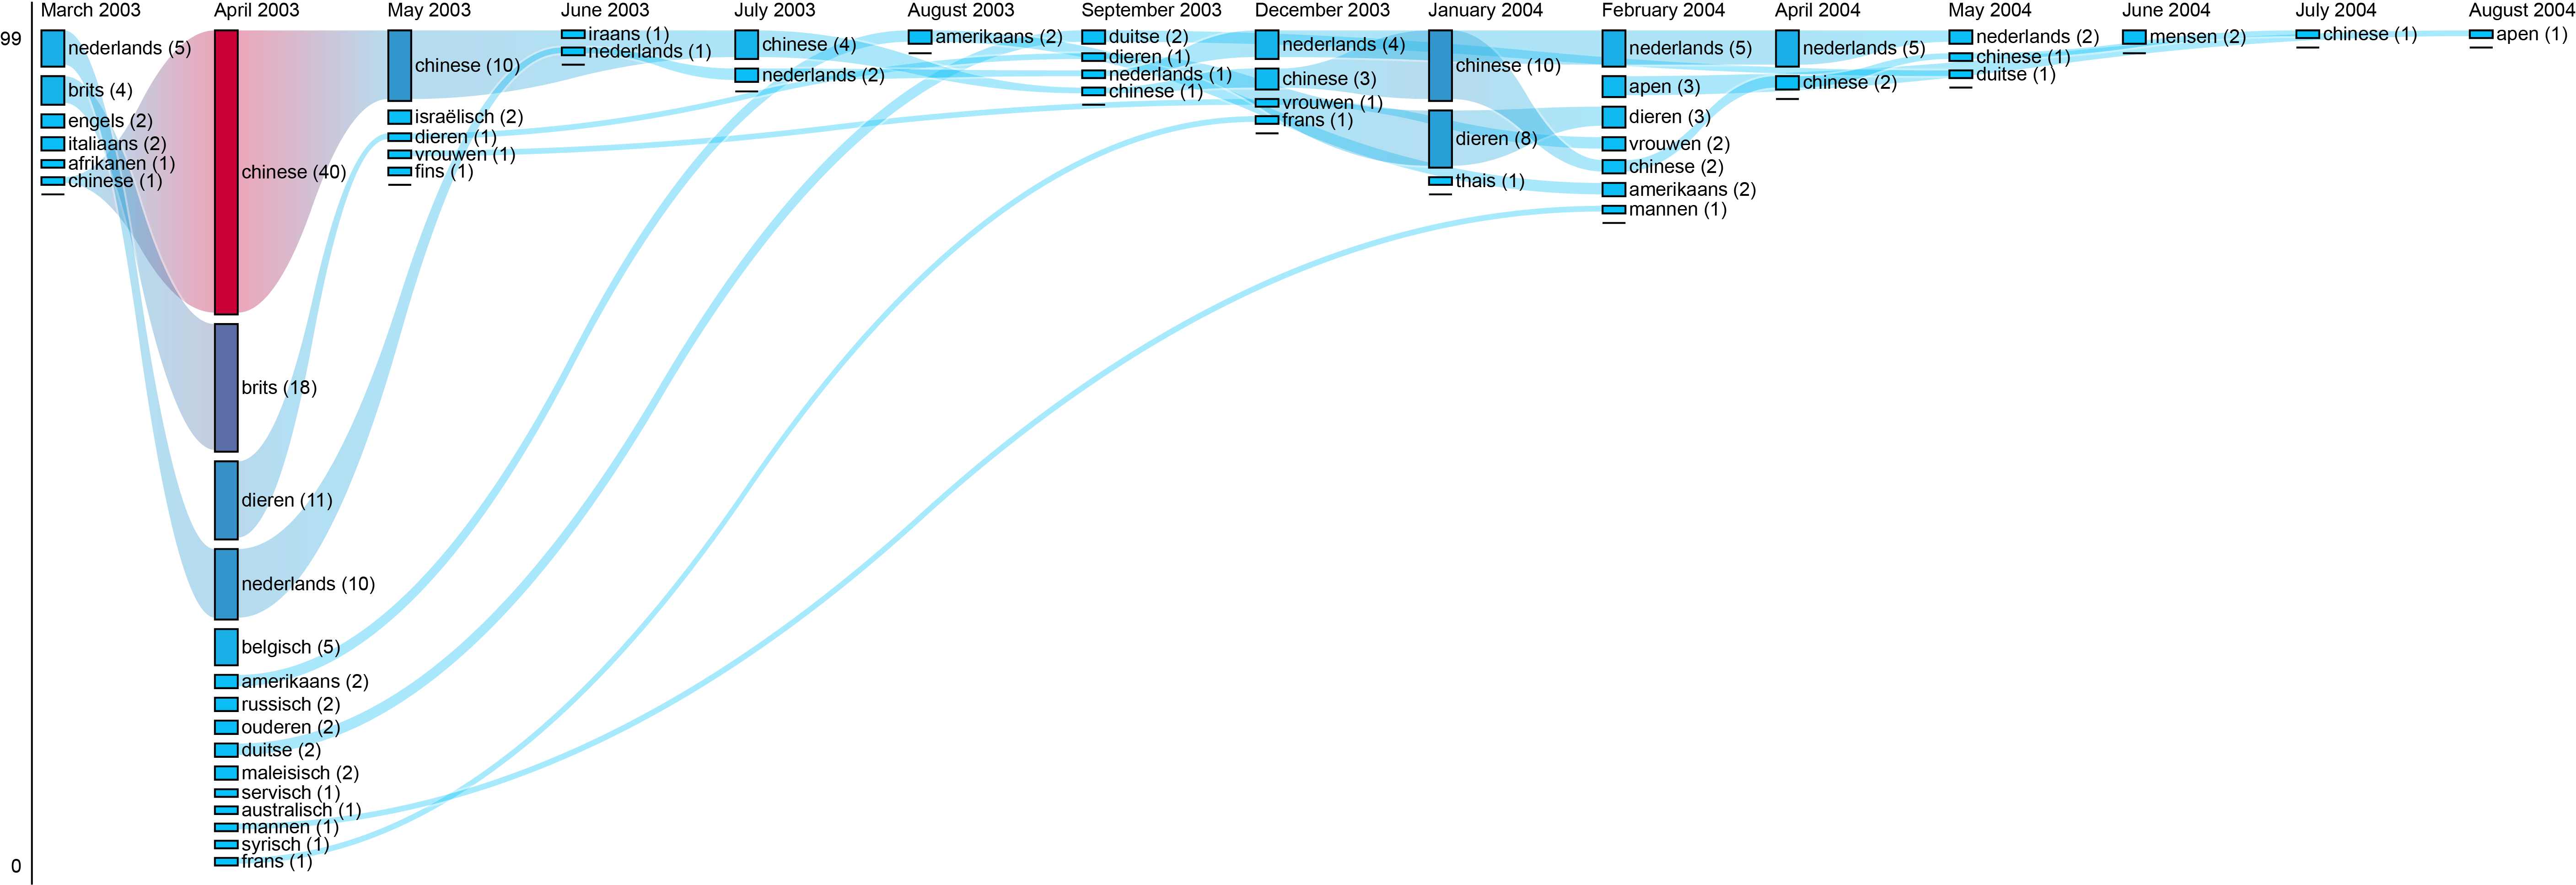 March 2003
99
nederlands (5)
brits (4)
engels (2)
italiaans (2)
afrikanen (1)
chinese (1)
0
April 2003
chinese (40)
brits (18)
dieren (11)
nederlands (10)
belgisch (5)
amerikaans (2)
russisch (2)
ouderen (2)
duitse (2)
maleisisch (2)
servisch (1)
australisch (1)
mannen (1)
syrisch (1)
frans (1)
May 2003
chinese (10)
israëlisch (2)
dieren (1)
vrouwen (1)
fins (1)
June 2003
iraans (1)
nederlands (1)
July 2003
chinese (4)
nederlands (2)
August 2003
amerikaans (2)
September 2003
duitse (2)
dieren (1)
nederlands (1)
chinese (1)
December 2003
nederlands (4)
chinese (3)
vrouwen (1)
frans (1)
January 2004
chinese (10)
dieren (8)
thais (1)
February 2004
nederlands (5)
apen (3)
dieren (3)
vrouwen (2)
chinese (2)
amerikaans (2)
mannen (1)
April 2004
nederlands (5)
chinese (2)
May 2004
nederlands (2)
chinese (1)
duitse (1)
June 2004
mensen (2)
July 2004
chinese (1)
August 2004
apen (1)